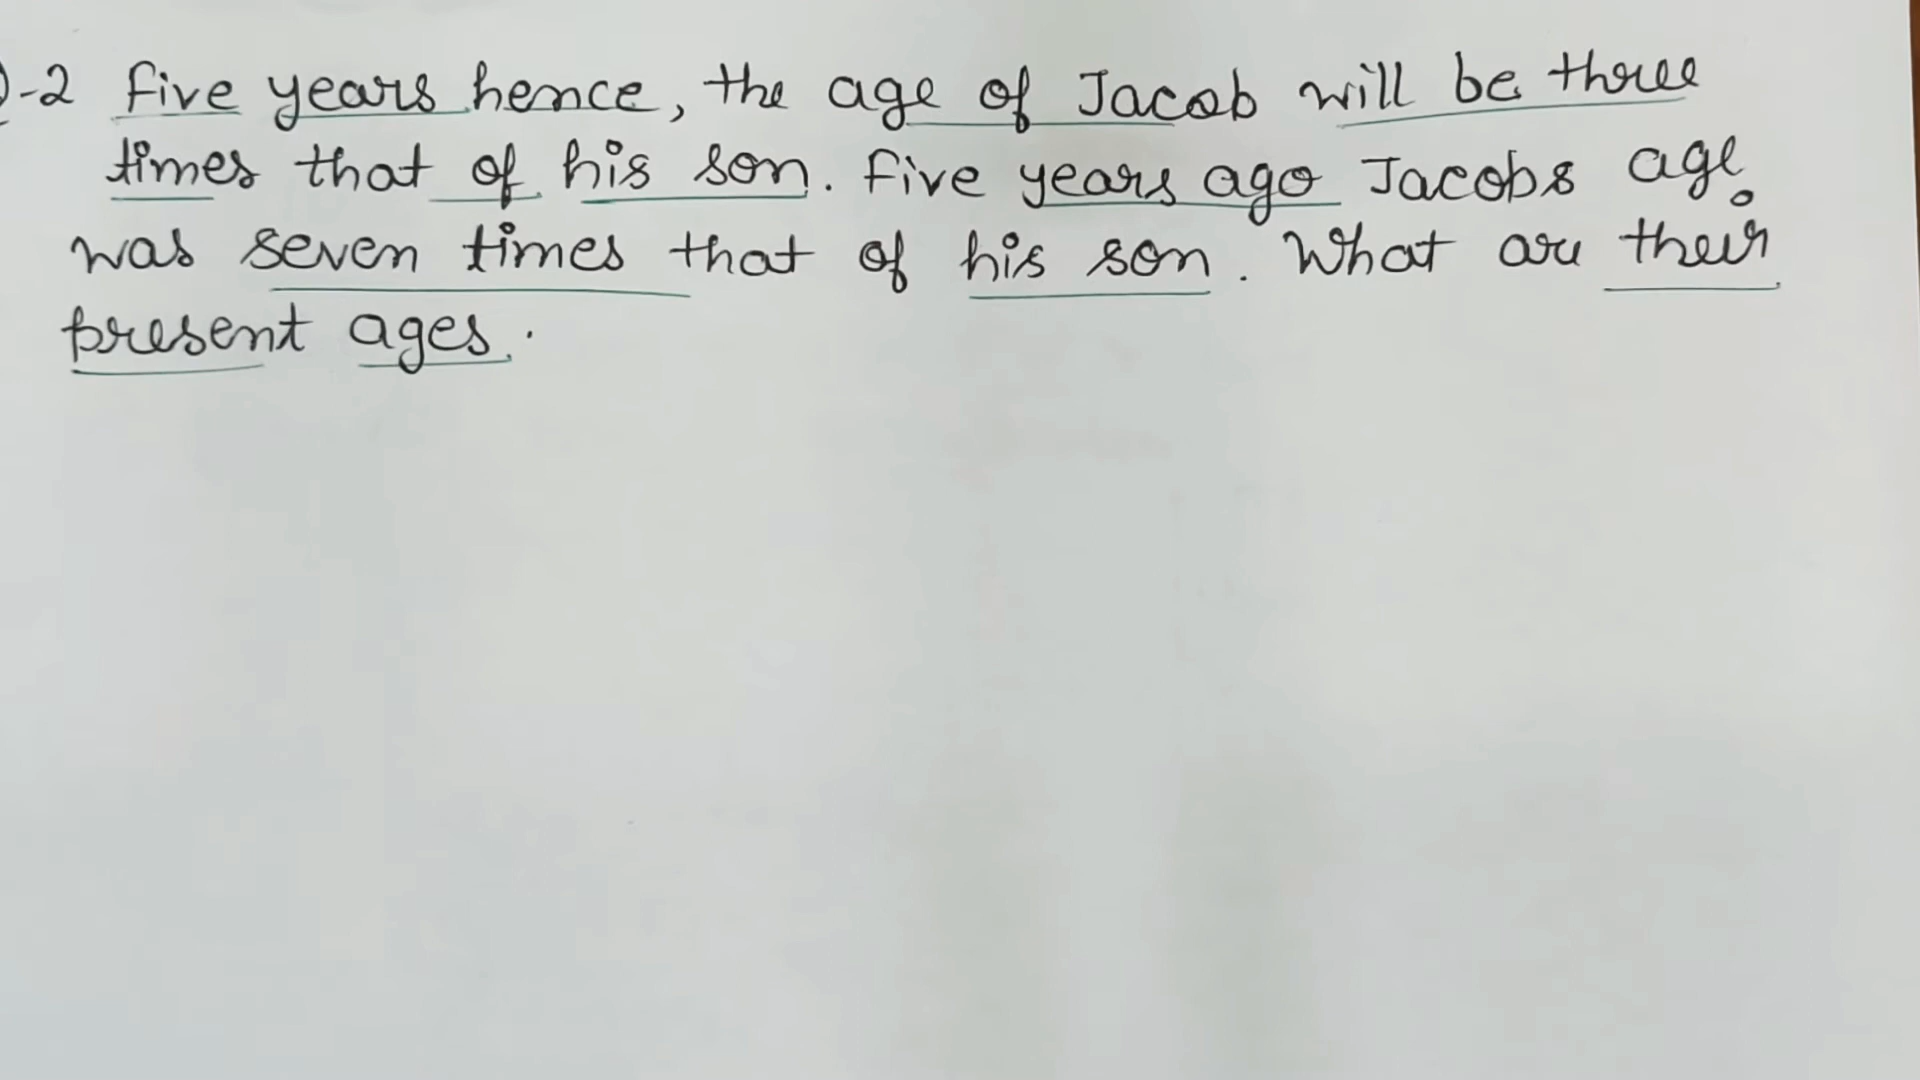 Q-2 Five years hence, the age of Jacob will be three
times that of his son. Five years ago Jacobs age
was seven times that of his son. What are their
present ages.